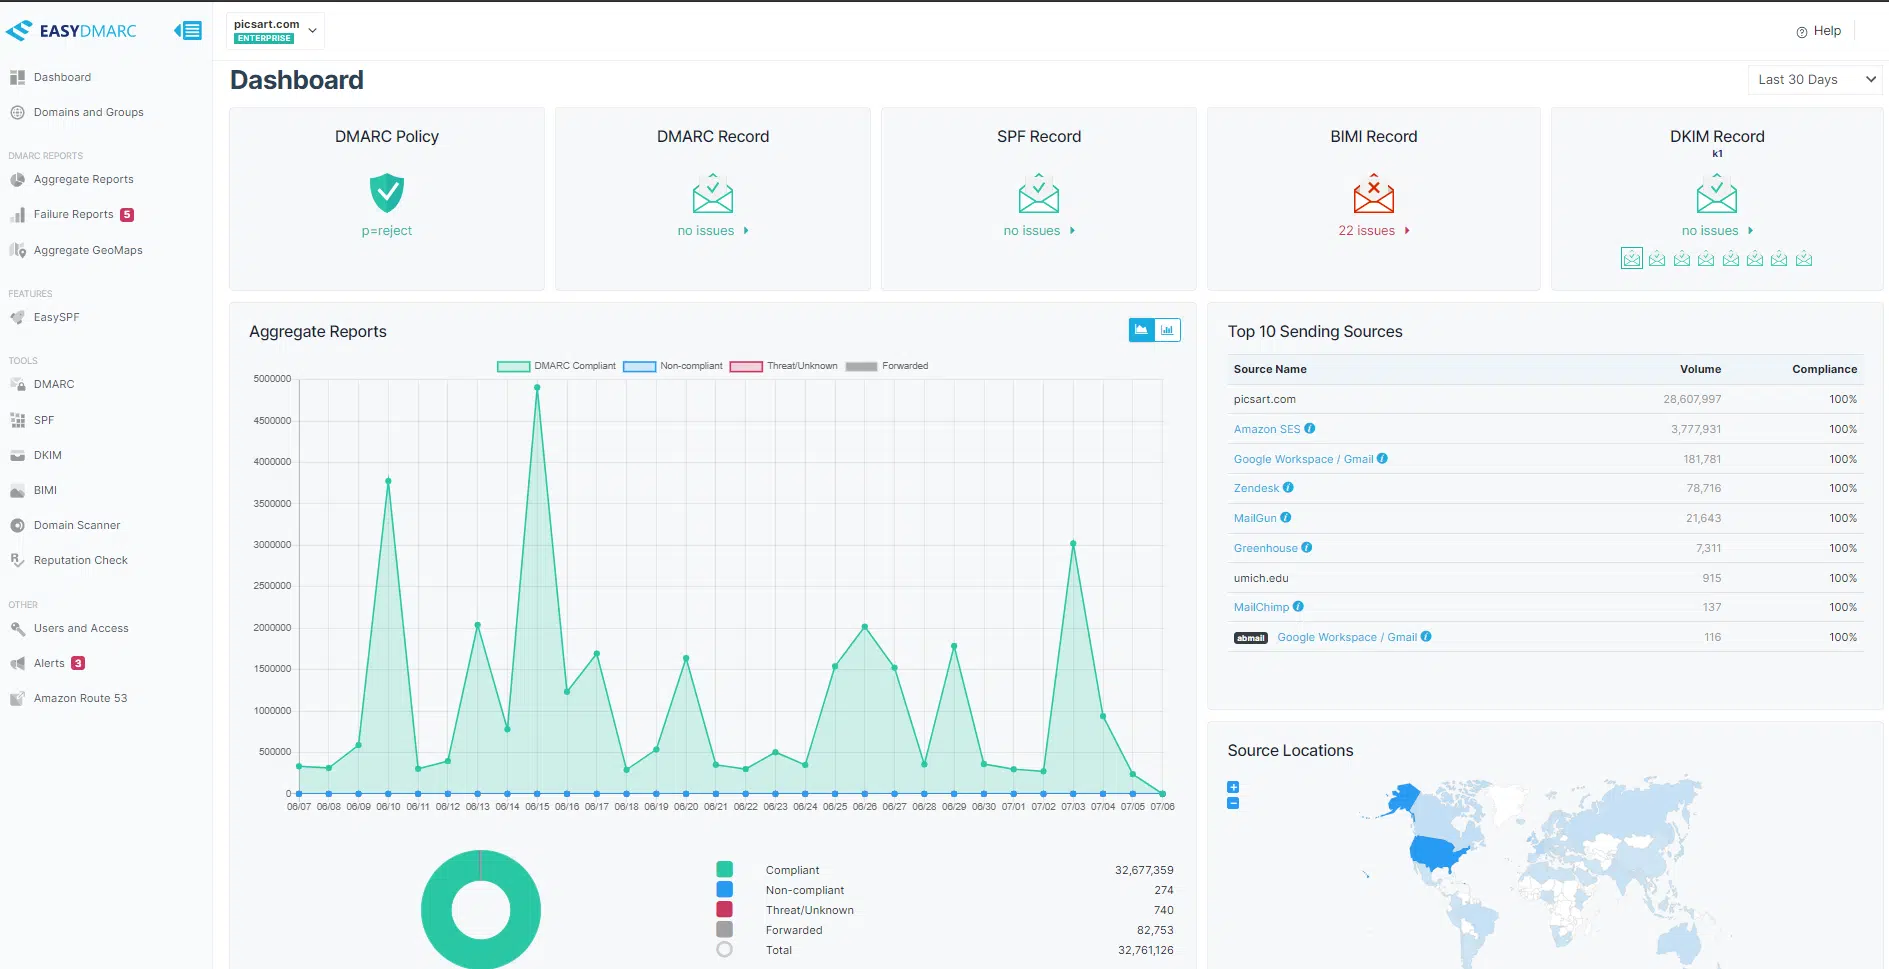 EASYDMARC
picsart.com
ENTERPRISE
Help
Dashboard
Domains and Groups
DMARC REPORTS
Aggregate Reports
Failure Reports 5
Aggregate GeoMaps
FEATURES
EasySPF
TOOLS
DMARC
SPF
DKIM
BIMI
Domain Scanner
Reputation Check
OTHER
Users and Access
Alerts 3
Amazon Route 53
Dashboard
Last 30 Days
DMARC Policy
p=reject
DMARC Record
no issues
SPF Record
no issues
BIMI Record
22 issues
DKIM Record
k1
no issues
Aggregate Reports
DMARC Compliant Non-compliant Threat/Unknown Forwarded
5000000
4500000
4000000
3500000
3000000
2500000
2000000
1500000
1000000
500000
0
06/07 06/08 06/09 06/10 06/11 06/12 06/13 06/14 06/15 06/16 06/17 06/18 06/19 06/20 06/21 06/22 06/23 06/24 06/25 06/26 06/27 06/28 06/29 06/30 07/01 07/02 07/03 07/04 07/05 07/06
Compliant 32,677,359
Non-compliant 274
Threat/Unknown 740
Forwarded 82,753
Total 32,761,126
Top 10 Sending Sources
Source Name Volume Compliance
picsart.com 28,607,997 100%
Amazon SES 3,777,931 100%
Google Workspace / Gmail 181,781 100%
Zendesk 78,716 100%
MailGun 21,643 100%
Greenhouse 7,311 100%
umich.edu 915 100%
MailChimp 137 100%
abmail Google Workspace / Gmail 116 100%
Source Locations
+
−